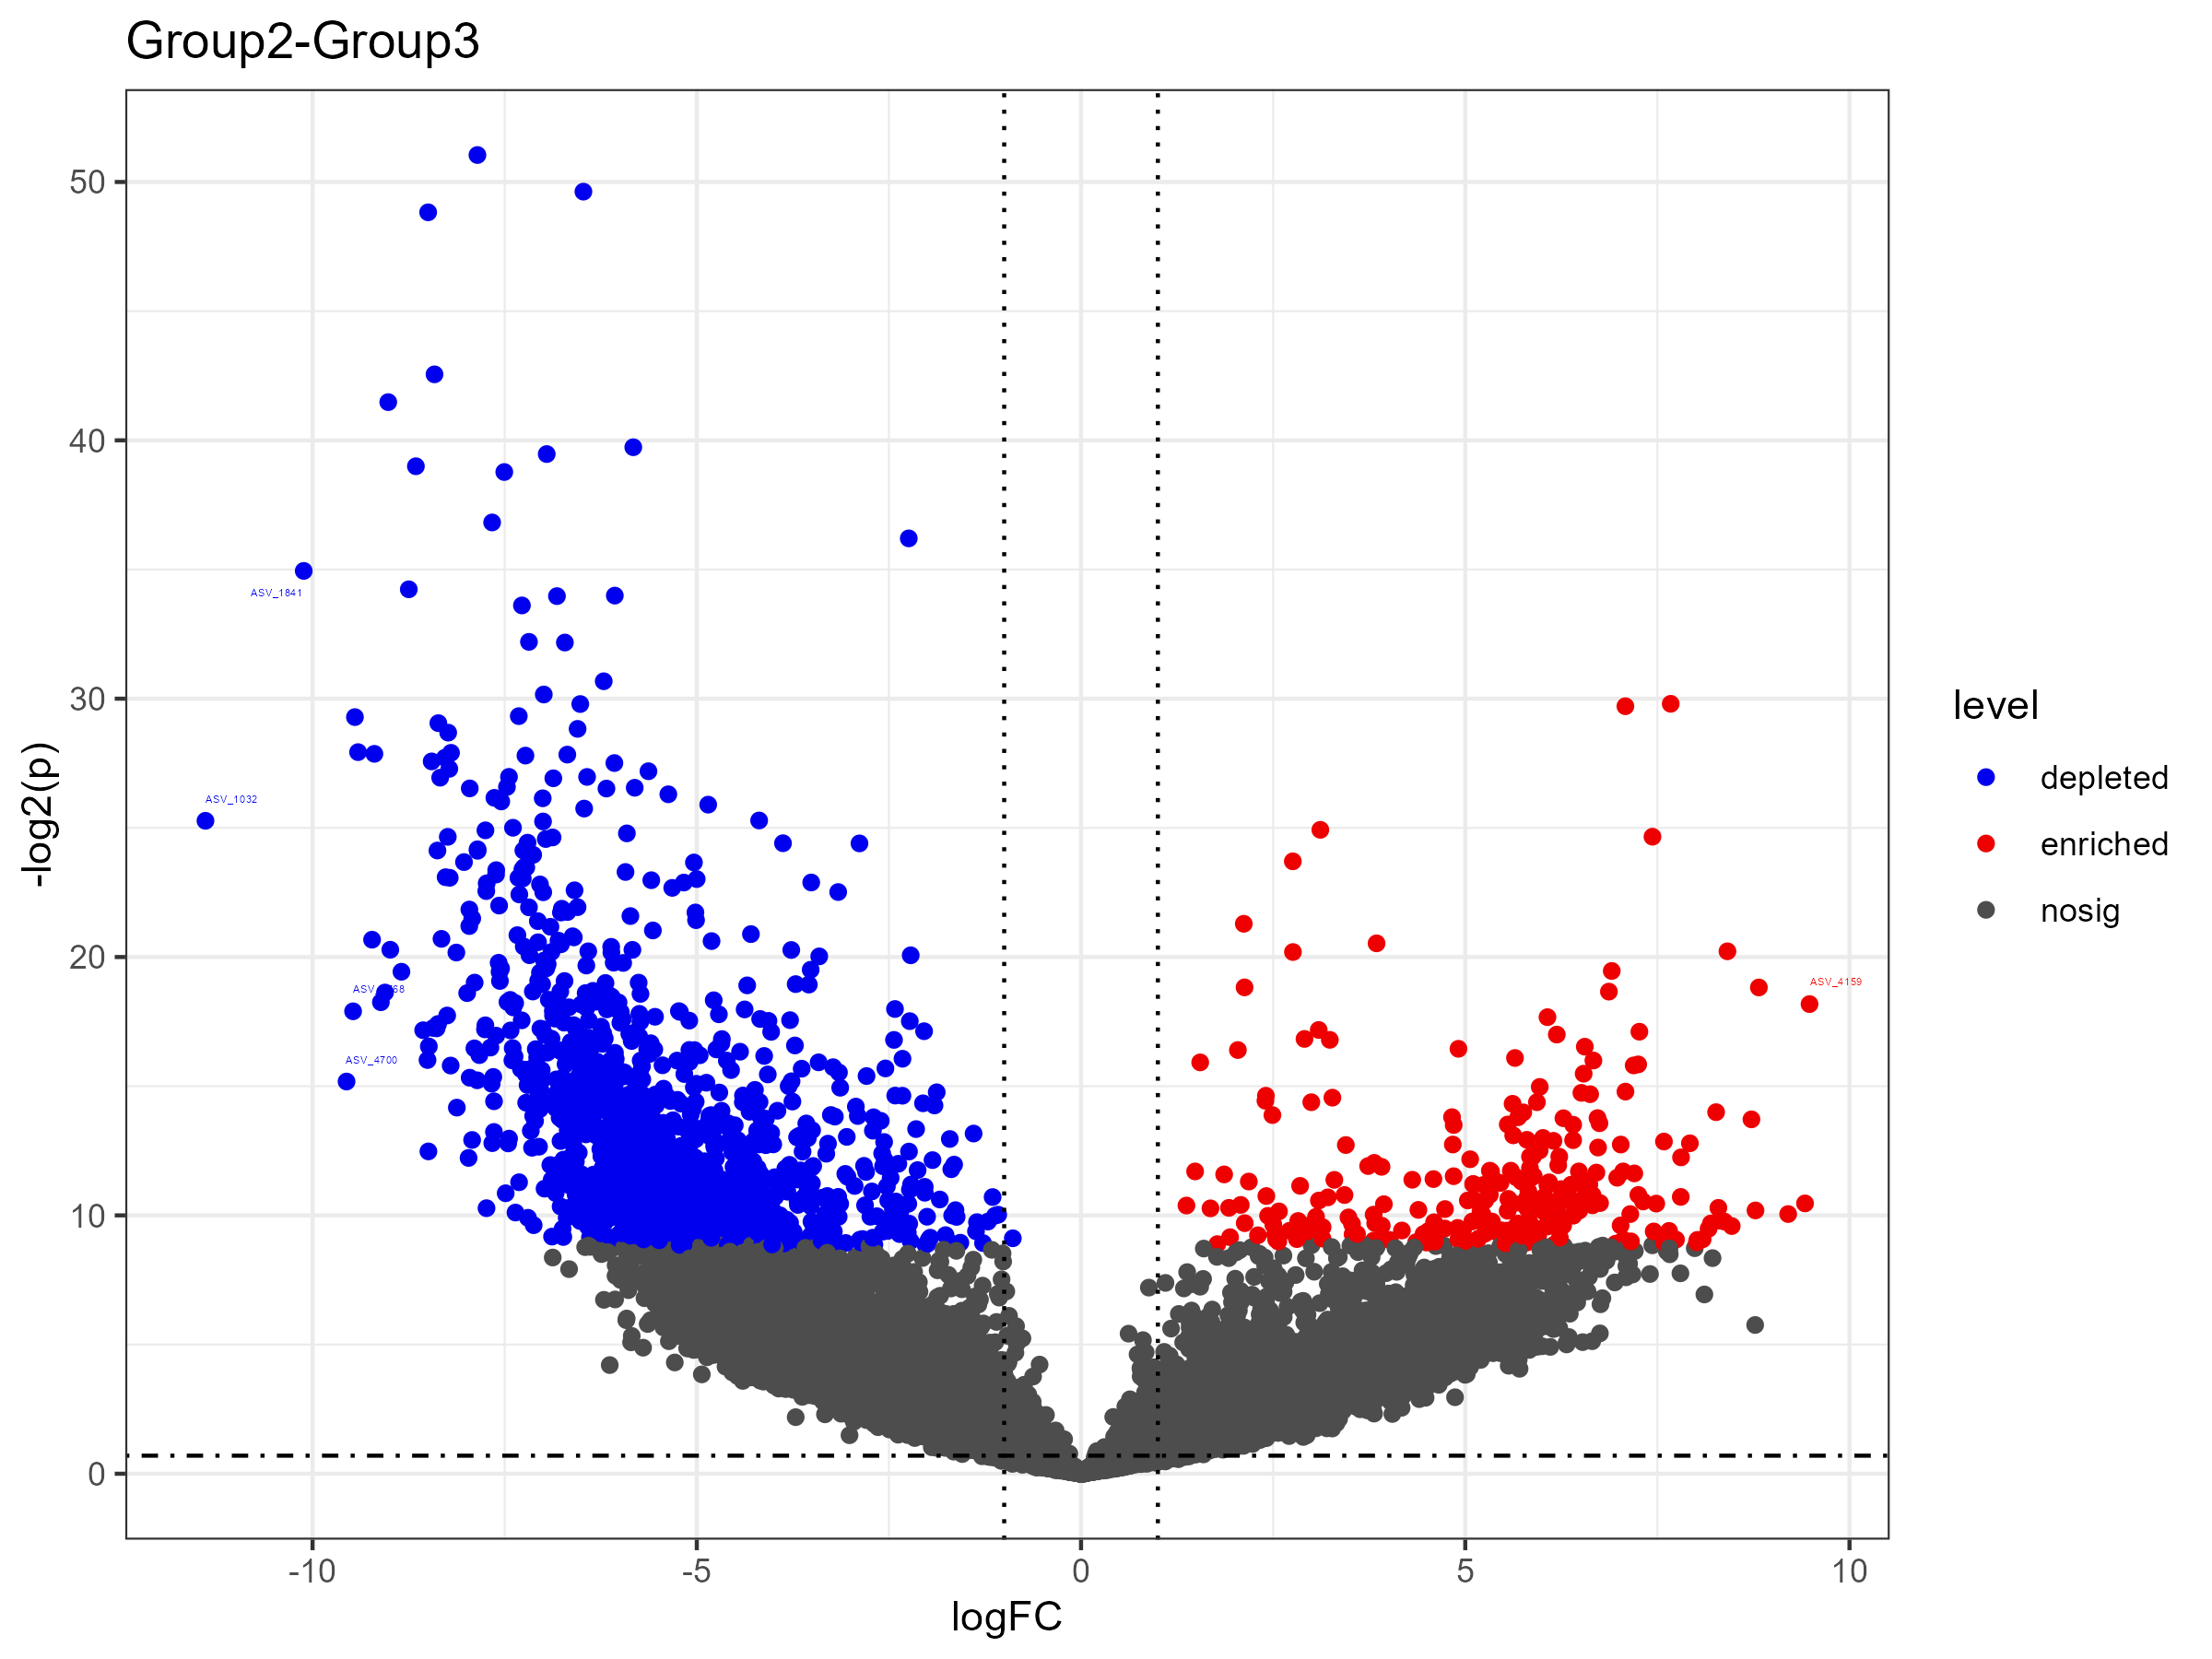 Group2-Group3
50
40
30
20
10
0
-log2(p)
ASV_1841
ASV_1032
ASV_4700
ASV_4159
-10
-5
0
5
10
logFC
level
depleted
enriched
nosig